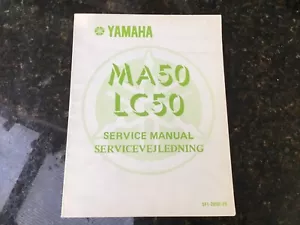 YAMAHA
MA50
LC50
SERVICE MANUAL
SERVICEVEJLEDNING